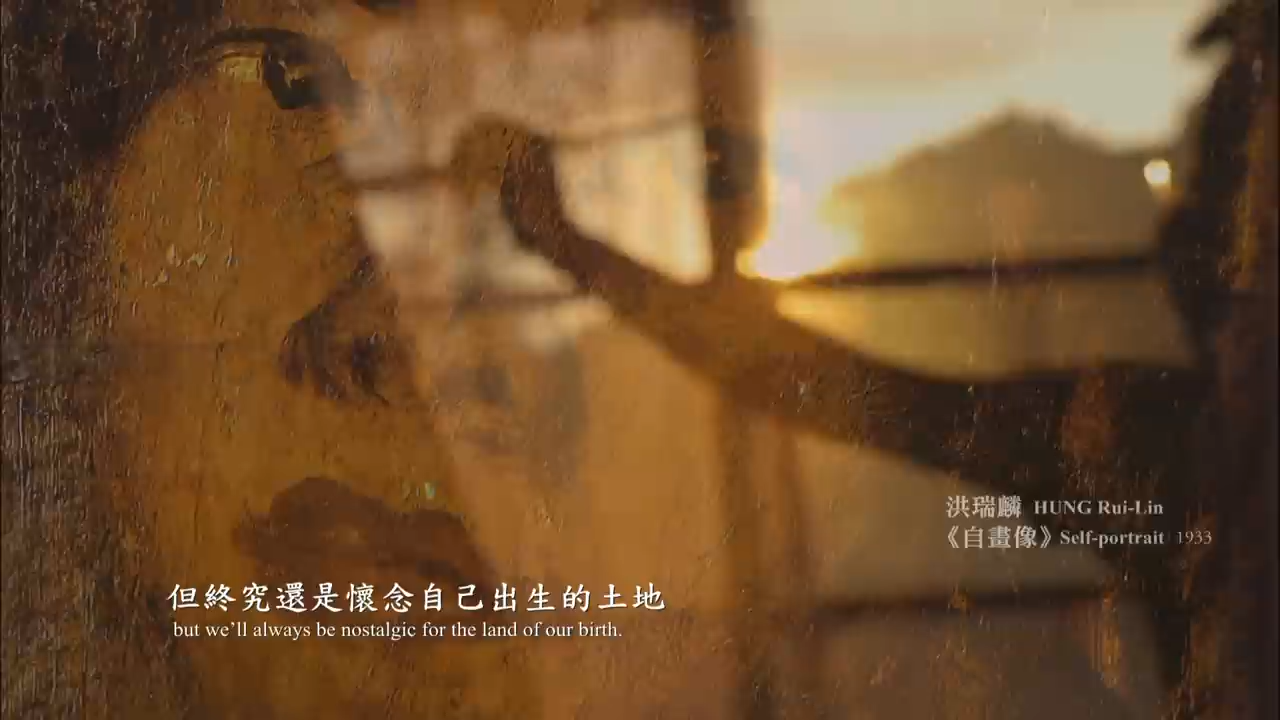 洪瑞麟 HUNG Rui-Lin
《自畫像》Self-portrait 1933
但終究還是懷念自己出生的土地
but we'll always be nostalgic for the land of our birth.